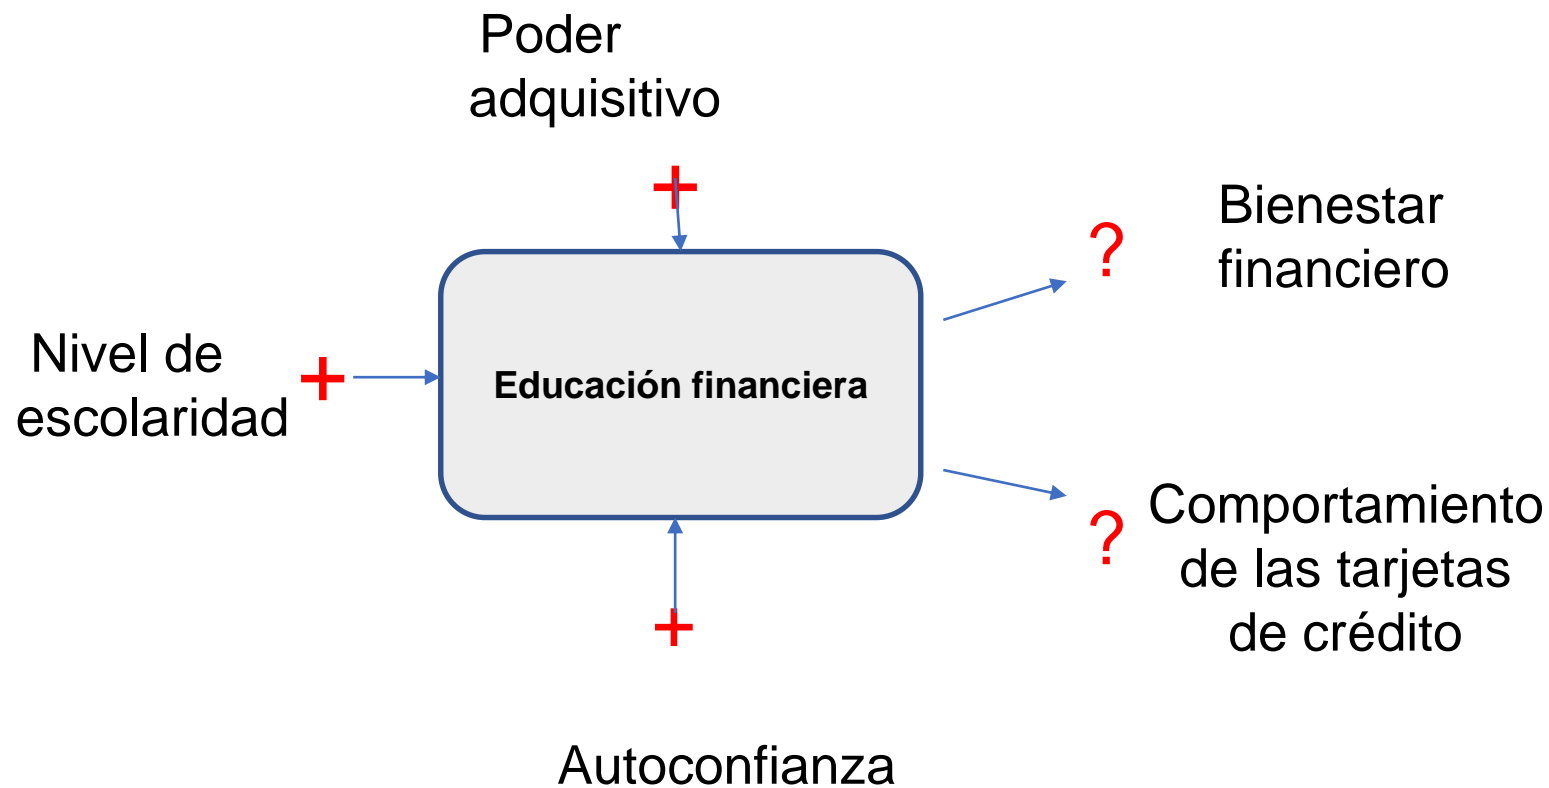 Poder
adquisitivo
+
Bienestar
financiero
?
Nivel de
escolaridad
+
Educación financiera
?
Comportamiento
de las tarjetas
de crédito
+
Autoconfianza